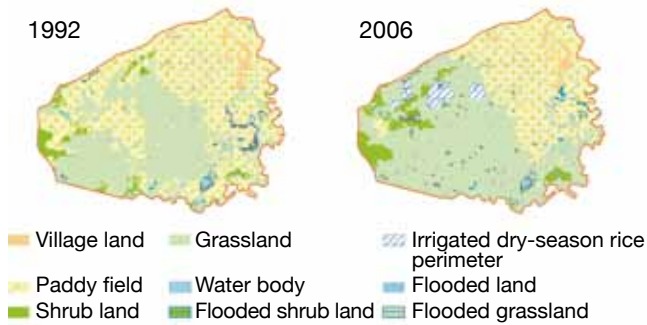 1992
2006
Village land
Grassland
Irrigated dry-season rice
perimeter
Paddy field
Water body
Flooded land
Shrub land
Flooded shrub land
Flooded grassland